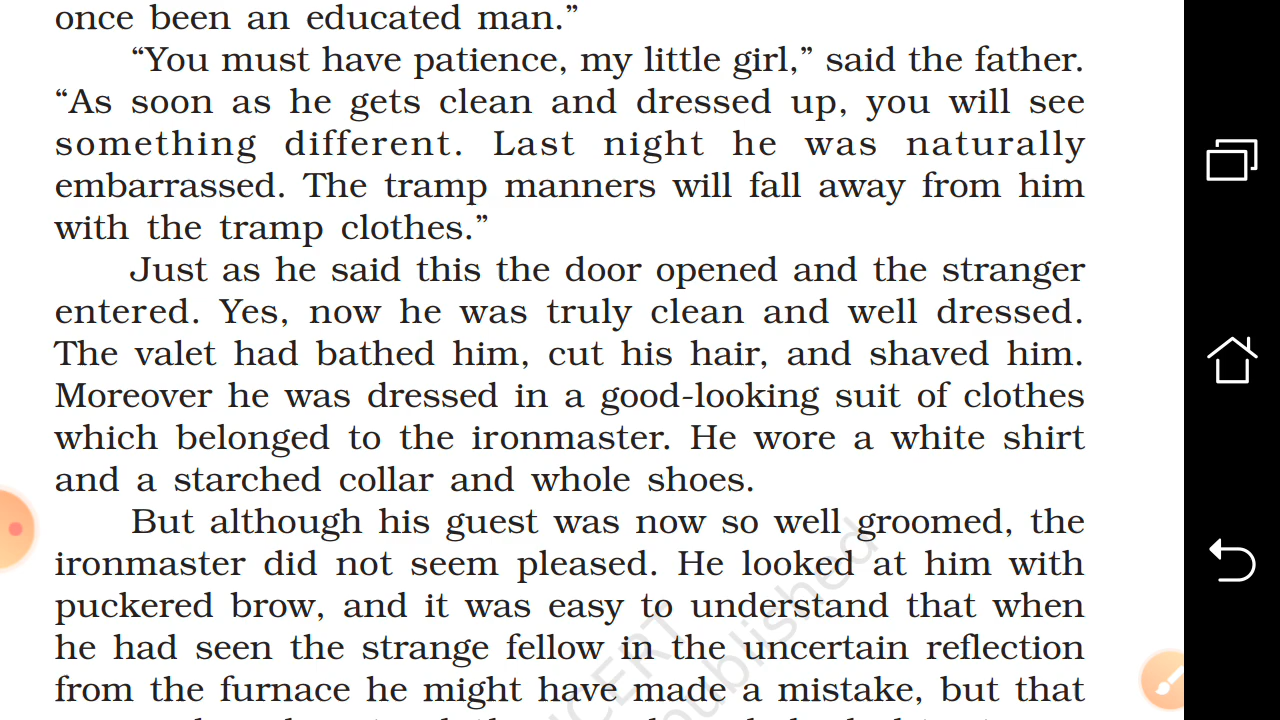 once been an educated man.”
“You must have patience, my little girl,” said the father.
“As soon as he gets clean and dressed up, you will see
something different. Last night he was naturally
embarrassed. The tramp manners will fall away from him
with the tramp clothes.”
Just as he said this the door opened and the stranger
entered. Yes, now he was truly clean and well dressed.
The valet had bathed him, cut his hair, and shaved him.
Moreover he was dressed in a good-looking suit of clothes
which belonged to the ironmaster. He wore a white shirt
and a starched collar and whole shoes.
But although his guest was now so well groomed, the
ironmaster did not seem pleased. He looked at him with
puckered brow, and it was easy to understand that when
he had seen the strange fellow in the uncertain reflection
from the furnace he might have made a mistake, but that
NCERT
published